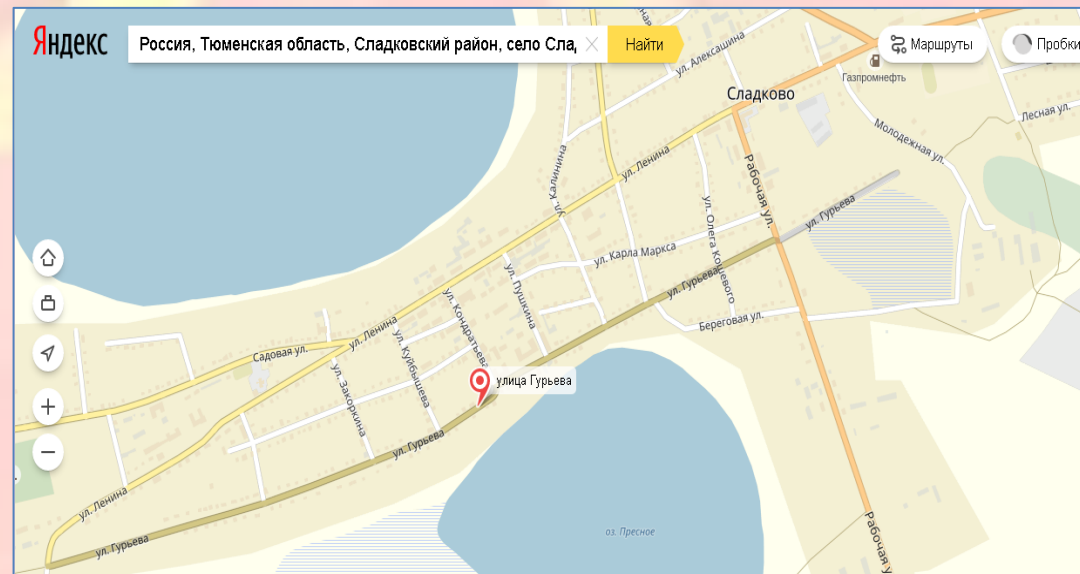 Яндекс
Россия, Тюменская область, Сладковский район, село Слад
Найти
Маршруты
Пробки
ул. Алексашина
Газпромнефть
Сладково
Лесная ул.
Молодежная ул.
ул. Ленина
ул. Калинина
Рабочая ул.
ул. Олега Кошевого
ул. Гурьева
ул. Карла Маркса
ул. Пушкина
ул. Гурьева
Береговая ул.
ул. Кондратьева
ул. Ленина
ул. Куйбышева
Садовая ул.
ул. Закоркина
улица Гурьева
ул. Гурьева
ул. Ленина
ул. Гурьева
оз. Пресное
Рабочая у